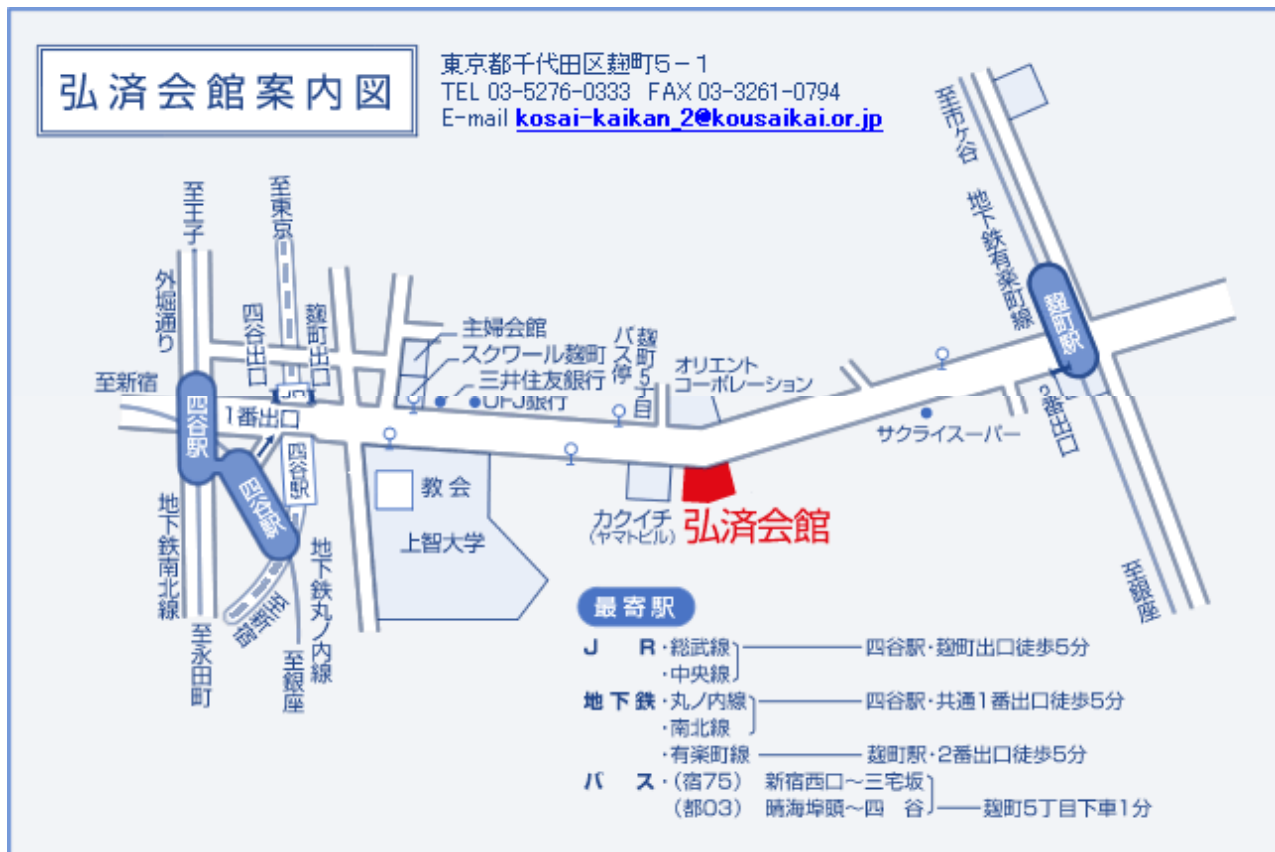 弘済会館案内図
東京都千代田区麹町5－1
TEL 03-5276-0333 FAX 03-3261-0794
E-mail kosai-kaikan_2@kousaikai.or.jp
至王子
至東京
外堀通り
四谷出口
麹町出口
至新宿
四谷駅
1番出口
四谷駅
四谷駅
地下鉄南北線
至永田町
至新宿
至銀座
地下鉄丸ノ内線
主婦会館
スクワール麹町
三井住友銀行
UFJ銀行
麹町5丁目
バス停
オリエント
コーポレーション
教会
上智大学
カクイチ
(ヤマトビル)
弘済会館
サクライスーパー
至市ケ谷
地下鉄有楽町線
麹町駅
2番出口
至銀座
最寄駅
J R・総武線 四谷駅・麹町出口徒歩5分
・中央線
地下鉄・丸ノ内線 四谷駅・共通1番出口徒歩5分
・南北線
・有楽町線 麹町駅・2番出口徒歩5分
バ ス・(宿75) 新宿西口～三宅坂
(都03) 晴海埠頭～四 谷 麹町5丁目下車1分